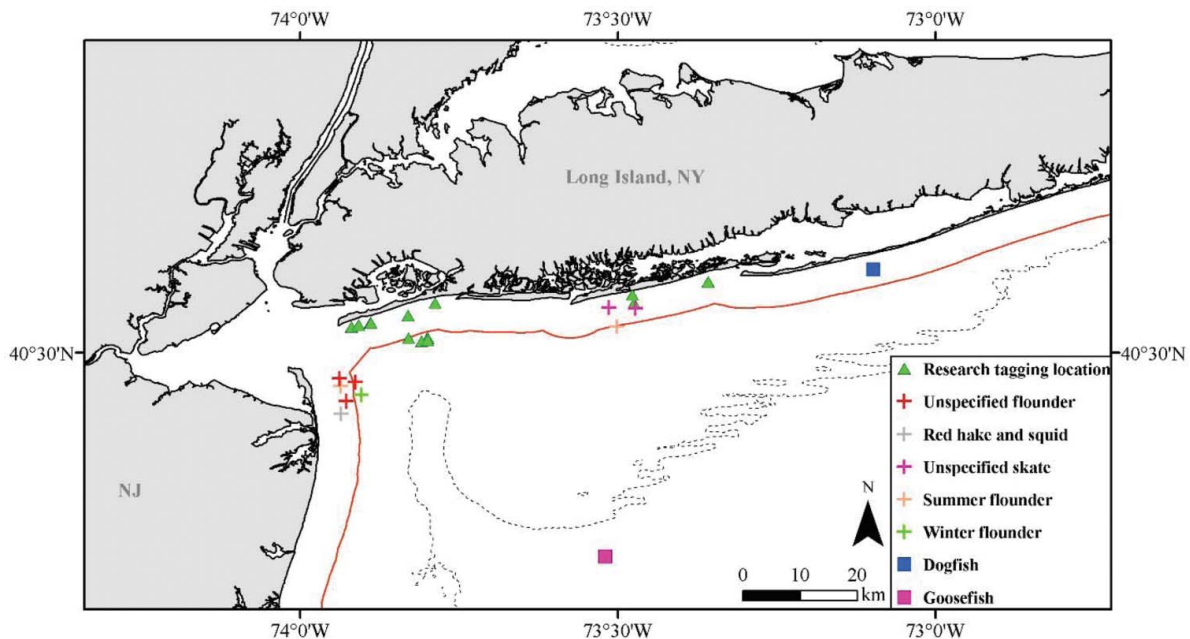 74°0'W 73°30'W 73°0'W
Long Island, NY
40°30'N 40°30'N
Research tagging location
Unspecified flounder
Red hake and squid
Unspecified skate
Summer flounder
Winter flounder
Dogfish
Goosefish
NJ
N
0 10 20
km
74°0'W 73°30'W 73°0'W